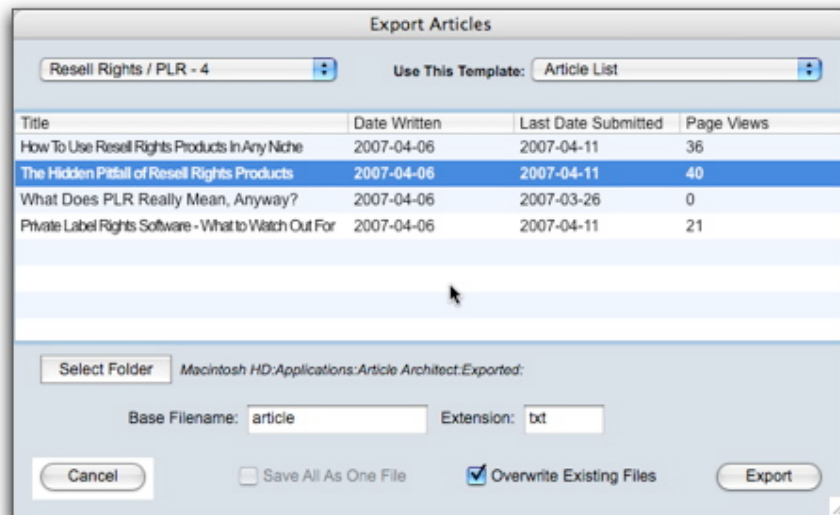 Export Articles
Resell Rights / PLR - 4 Use This Template: Article List
Title Date Written Last Date Submitted Page Views
How To Use Resell Rights Products In Any Niche 2007-04-06 2007-04-11 36
The Hidden Pitfall of Resell Rights Products 2007-04-06 2007-04-11 40
What Does PLR Really Mean, Anyway? 2007-04-06 2007-03-26 0
Private Label Rights Software - What to Watch Out For 2007-04-06 2007-04-11 21
Select Folder Macintosh HD:Applications:Article Architect:Exported:
Base Filename: article Extension: txt
Cancel Save All As One File Overwrite Existing Files Export